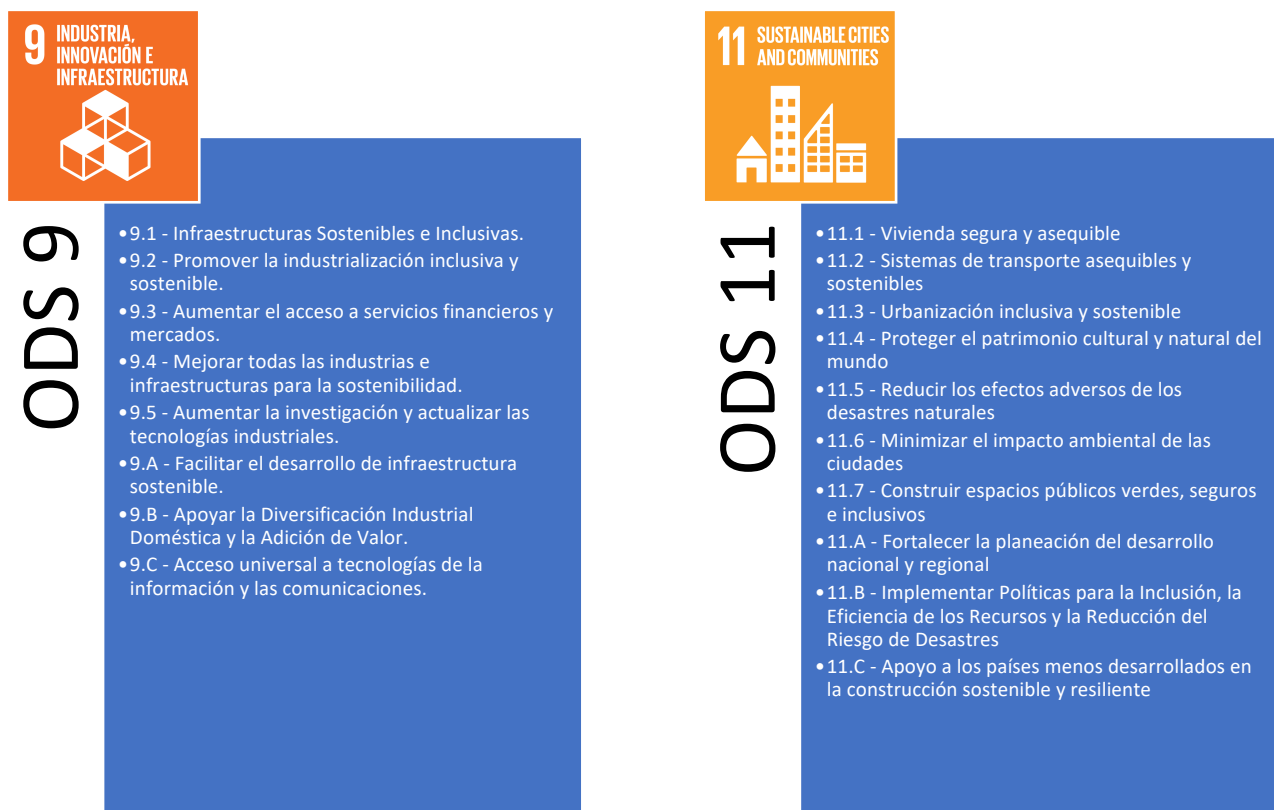 9 INDUSTRIA,
INNOVACIÓN E
INFRAESTRUCTURA
ODS 9
•9.1 - Infraestructuras Sostenibles e Inclusivas.
•9.2 - Promover la industrialización inclusiva y
sostenible.
•9.3 - Aumentar el acceso a servicios financieros y
mercados.
•9.4 - Mejorar todas las industrias e
infraestructuras para la sostenibilidad.
•9.5 - Aumentar la investigación y actualizar las
tecnologías industriales.
•9.A - Facilitar el desarrollo de infraestructura
sostenible.
•9.B - Apoyar la Diversificación Industrial
Doméstica y la Adición de Valor.
•9.C - Acceso universal a tecnologías de la
información y las comunicaciones.
11 SUSTAINABLE CITIES
AND COMMUNITIES
ODS 11
•11.1 - Vivienda segura y asequible
•11.2 - Sistemas de transporte asequibles y
sostenibles
•11.3 - Urbanización inclusiva y sostenible
•11.4 - Proteger el patrimonio cultural y natural del
mundo
•11.5 - Reducir los efectos adversos de los
desastres naturales
•11.6 - Minimizar el impacto ambiental de las
ciudades
•11.7 - Construir espacios públicos verdes, seguros
e inclusivos
•11.A - Fortalecer la planeación del desarrollo
nacional y regional
•11.B - Implementar Políticas para la Inclusión, la
Eficiencia de los Recursos y la Reducción del
Riesgo de Desastres
•11.C - Apoyo a los países menos desarrollados en
la construcción sostenible y resiliente